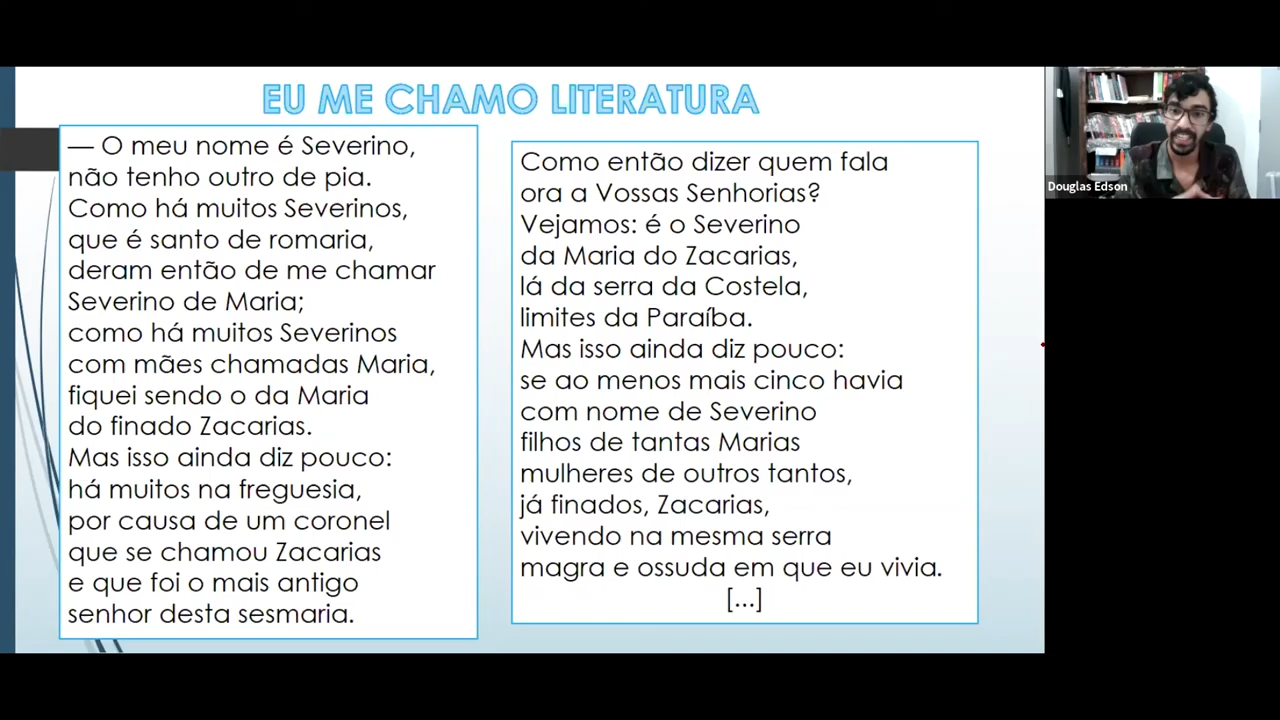 EU ME CHAMO LITERATURA
— O meu nome é Severino,
não tenho outro de pia.
Como há muitos Severinos,
que é santo de romaria,
deram então de me chamar
Severino de Maria;
como há muitos Severinos
com mães chamadas Maria,
fiquei sendo o da Maria
do finado Zacarias.
Mas isso ainda diz pouco:
há muitos na freguesia,
por causa de um coronel
que se chamou Zacarias
e que foi o mais antigo
senhor desta sesmaria.
Como então dizer quem fala
ora a Vossas Senhorias?
Vejamos: é o Severino
da Maria do Zacarias,
lá da serra da Costela,
limites da Paraíba.
Mas isso ainda diz pouco:
se ao menos mais cinco havia
com nome de Severino
filhos de tantas Marias
mulheres de outros tantos,
já finados, Zacarias,
vivendo na mesma serra
magra e ossuda em que eu vivia.
[...]
Douglas Edson